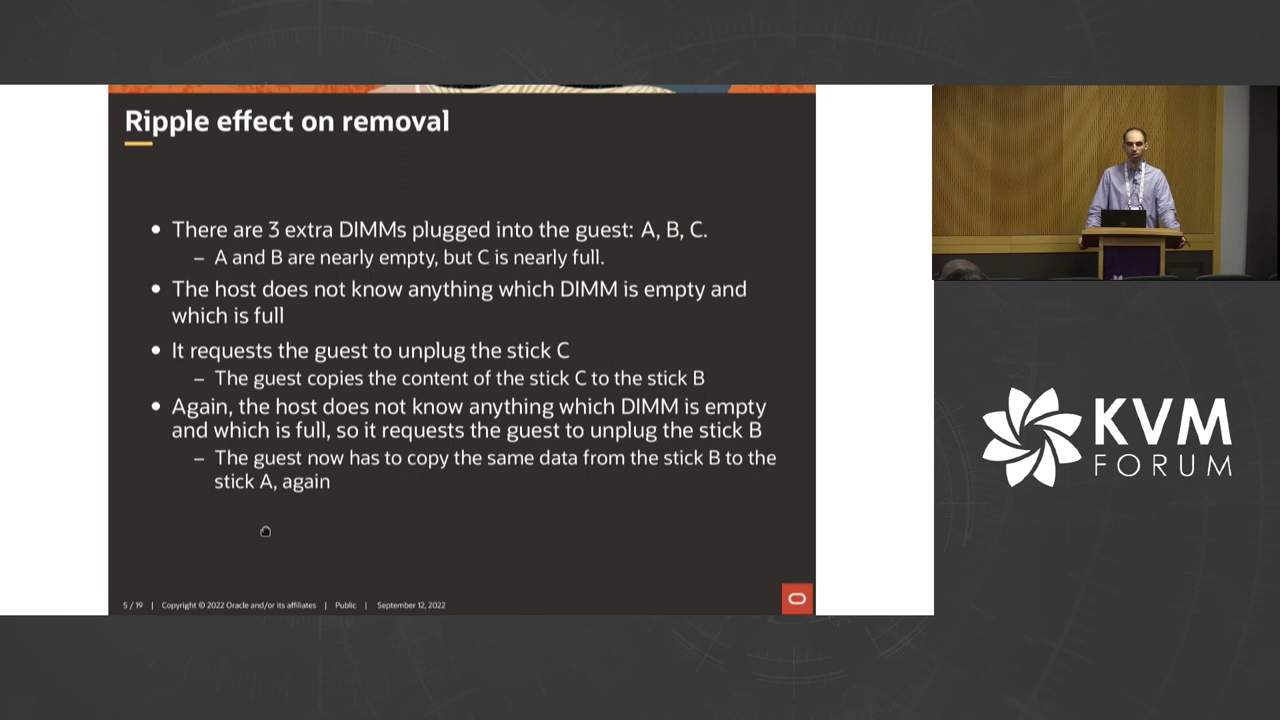 Ripple effect on removal
• There are 3 extra DIMMs plugged into the guest: A, B, C.
– A and B are nearly empty, but C is nearly full.
• The host does not know anything which DIMM is empty and
which is full
• It requests the guest to unplug the stick C
– The guest copies the content of the stick C to the stick B
• Again, the host does not know anything which DIMM is empty
and which is full, so it requests the guest to unplug the stick B
– The guest now has to copy the same data from the stick B to the
stick A, again
5 / 19 | Copyright © 2022 Oracle and/or its affiliates | Public | September 12, 2022
KVM
FORUM